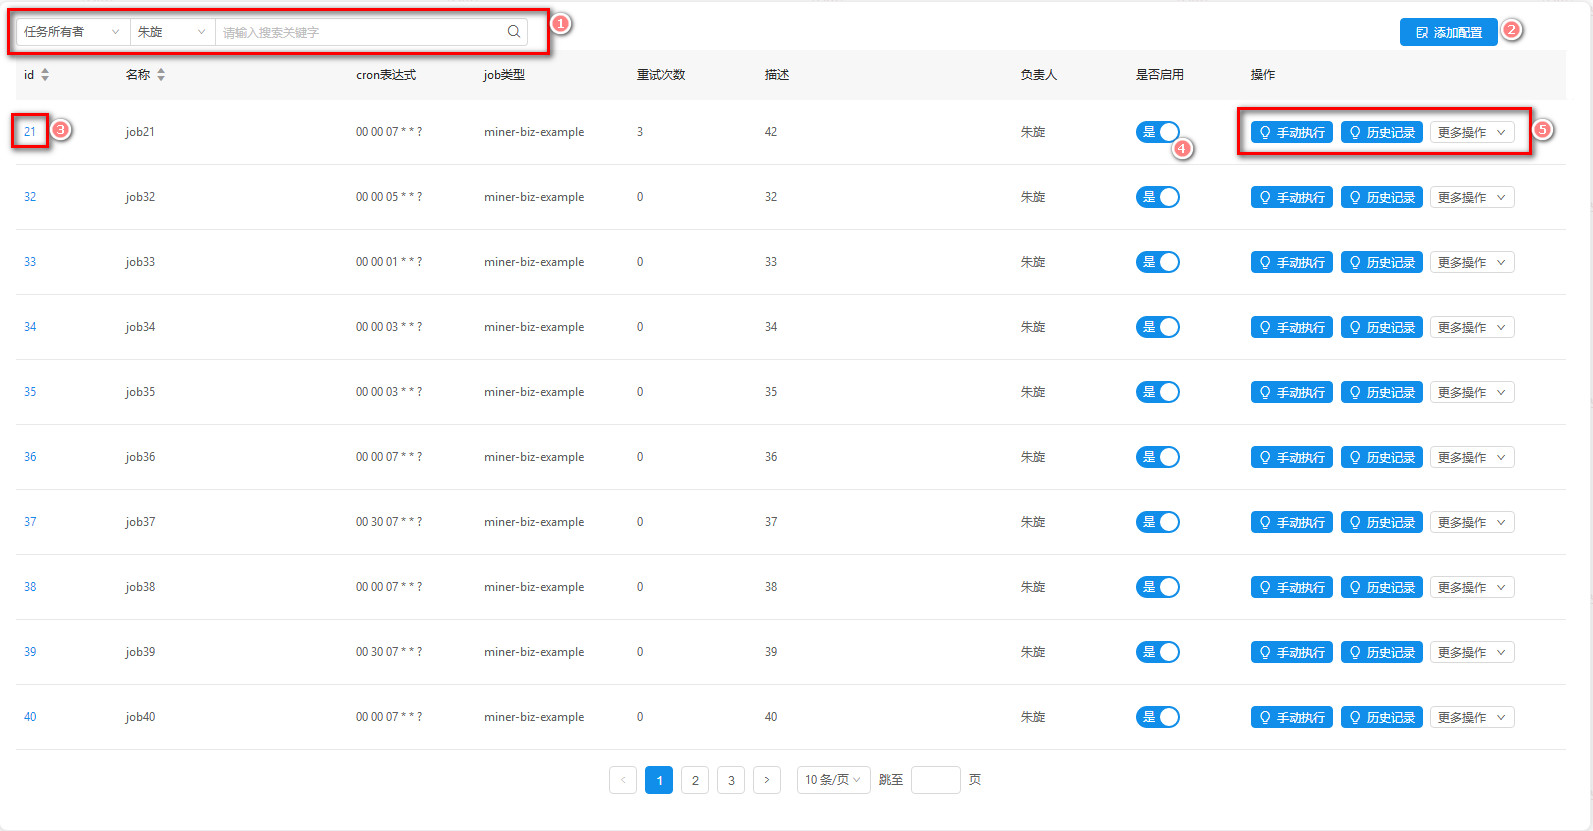 任务所有者 朱旋 请输入搜索关键字 1 添加配置 2
id 名称 cron表达式 job类型 重试次数 描述 负责人 是否启用 操作
21 3 job21 00 00 07 * * ? miner-biz-example 3 42 朱旋 是 4 手动执行 历史记录 更多操作 5
32 job32 00 00 05 * * ? miner-biz-example 0 32 朱旋 是 手动执行 历史记录 更多操作
33 job33 00 00 01 * * ? miner-biz-example 0 33 朱旋 是 手动执行 历史记录 更多操作
34 job34 00 00 03 * * ? miner-biz-example 0 34 朱旋 是 手动执行 历史记录 更多操作
35 job35 00 00 03 * * ? miner-biz-example 0 35 朱旋 是 手动执行 历史记录 更多操作
36 job36 00 00 07 * * ? miner-biz-example 0 36 朱旋 是 手动执行 历史记录 更多操作
37 job37 00 30 07 * * ? miner-biz-example 0 37 朱旋 是 手动执行 历史记录 更多操作
38 job38 00 00 07 * * ? miner-biz-example 0 38 朱旋 是 手动执行 历史记录 更多操作
39 job39 00 30 07 * * ? miner-biz-example 0 39 朱旋 是 手动执行 历史记录 更多操作
40 job40 00 00 07 * * ? miner-biz-example 0 40 朱旋 是 手动执行 历史记录 更多操作
< 1 2 3 > 10 条/页 跳至 页